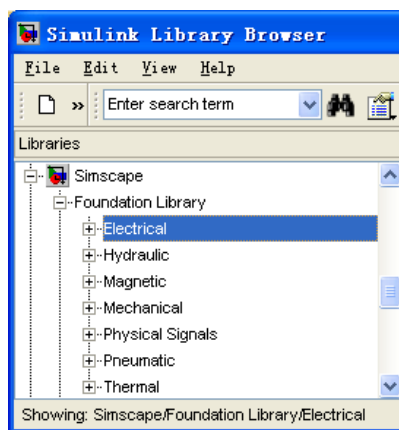 Simulink Library Browser
File Edit View Help
» Enter search term
Libraries
Simscape
Foundation Library
Electrical
Hydraulic
Magnetic
Mechanical
Physical Signals
Pneumatic
Thermal
Showing: Simscape/Foundation Library/Electrical